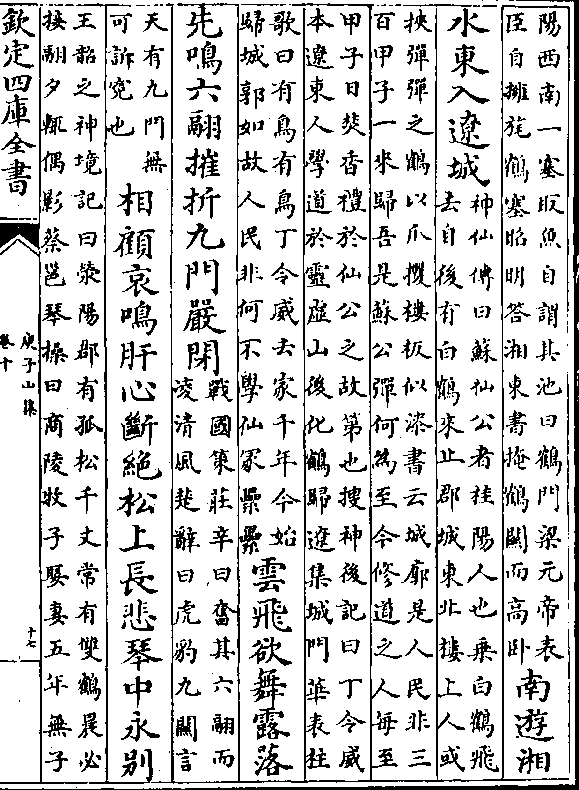 陽西南一塞取魚自謂其池曰鶴門梁元帝表
臣自擁旄鶴塞昭明答湘東書掩鶴關而高卧
南遊湘
水東入遼城
神仙傳曰蘇仙公者桂陽人也乗白鶴飛
去自後有白鶴來止郡城東北樓上人或
挾彈彈之鶴以爪攫樓板似漆書云城郭是人民非三
百甲子一來歸吾是蘇公彈何為至今修道之人每至
甲子日焚香禮於仙公之故第也搜神後記曰丁令威
本遼東人學道於靈虛山後化鶴歸遼集城門華表柱
歌曰有鳥有鳥丁令威去家千年今始
歸城郭如故人民非何不學仙冢纍纍
雲飛欲舞露落
先鳴六翮摧折九門嚴閉
戰國策莊辛曰奮其六翮而
凌清風楚辭曰虎豹九關言
天有九門無
可訴寃也
相顧哀鳴肝心斷絶松上長悲琴中永别
王韶之神境記曰滎陽郡有孤松千丈常有雙鶴晨必
接翮夕輒偶影蔡邕琴操曰商陵牧子娶妻五年無子
欽定四庫全書
庾子山集
卷十
十七